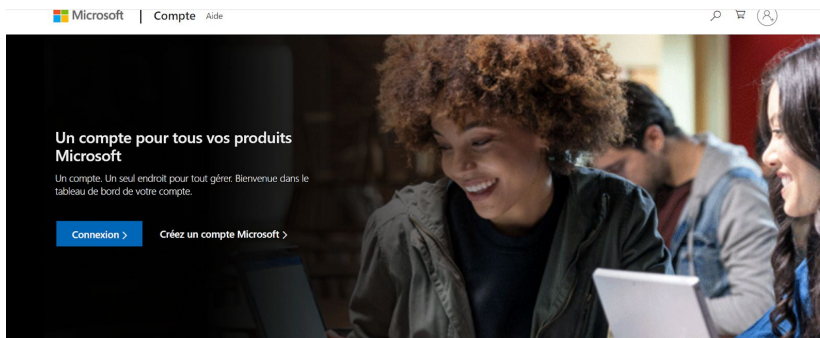 Microsoft | Compte Aide
Un compte pour tous vos produits
Microsoft
Un compte. Un seul endroit pour tout gérer. Bienvenue dans le
tableau de bord de votre compte.
Connexion > Créez un compte Microsoft >